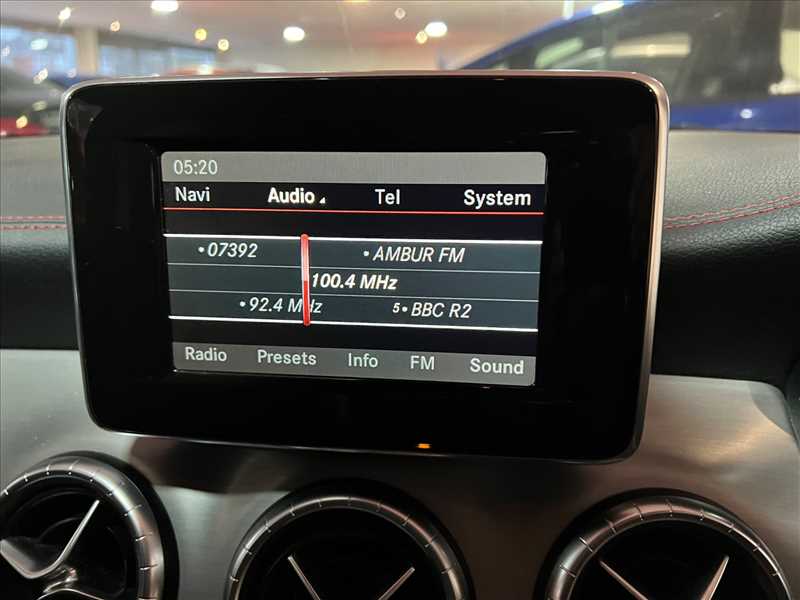 05:20
Navi Audio Tel System
•07392 •AMBUR FM
100.4 MHz
•92.4 MHz 5•BBC R2
Radio Presets Info FM Sound